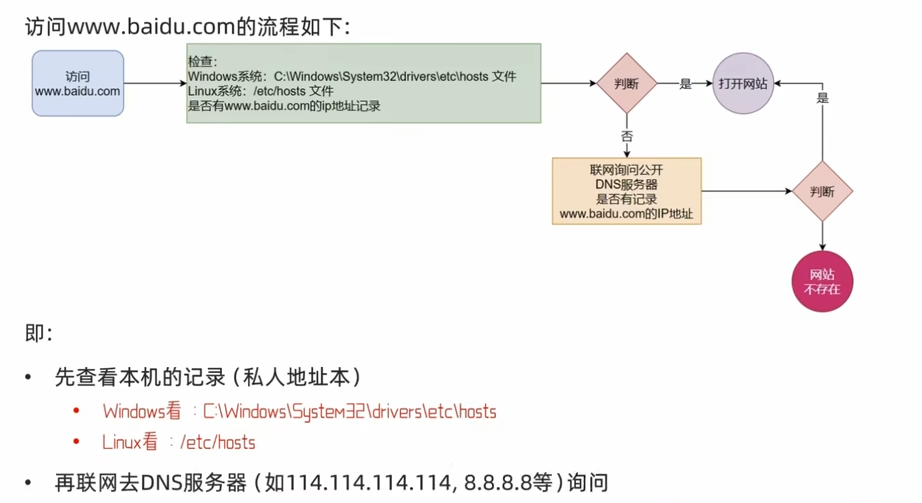 访问www.baidu.com的流程如下：
访问
www.baidu.com
检查：
Windows系统：C:\Windows\System32\drivers\etc\hosts 文件
Linux系统：/etc/hosts 文件
是否有www.baidu.com的ip地址记录
判断
是
打开网站
是
否
联网询问公开
DNS服务器
是否有记录
www.baidu.com的IP地址
判断
网站
不存在
即：
• 先查看本机的记录（私人地址本）
• Windows看：C:\Windows\System32\drivers\etc\hosts
• Linux看：/etc/hosts
• 再联网去DNS服务器（如114.114.114.114, 8.8.8.8等）询问